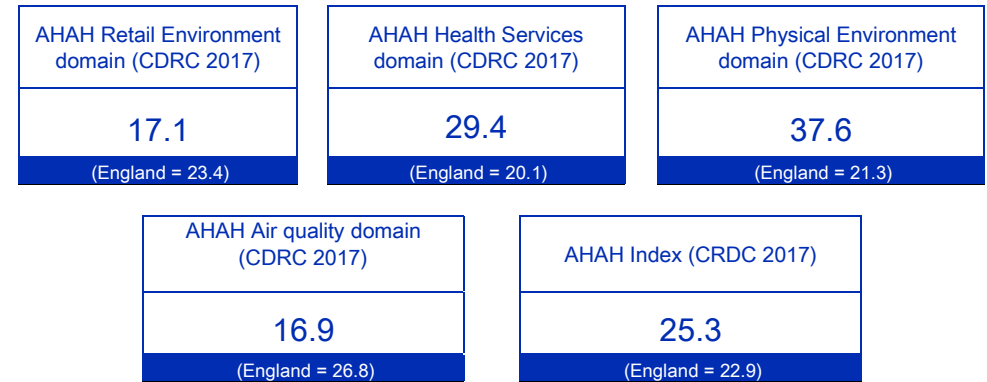 AHAH Retail Environment
domain (CDRC 2017)
17.1
(England = 23.4)
AHAH Health Services
domain (CDRC 2017)
29.4
(England = 20.1)
AHAH Physical Environment
domain (CDRC 2017)
37.6
(England = 21.3)
AHAH Air quality domain
(CDRC 2017)
16.9
(England = 26.8)
AHAH Index (CRDC 2017)
25.3
(England = 22.9)